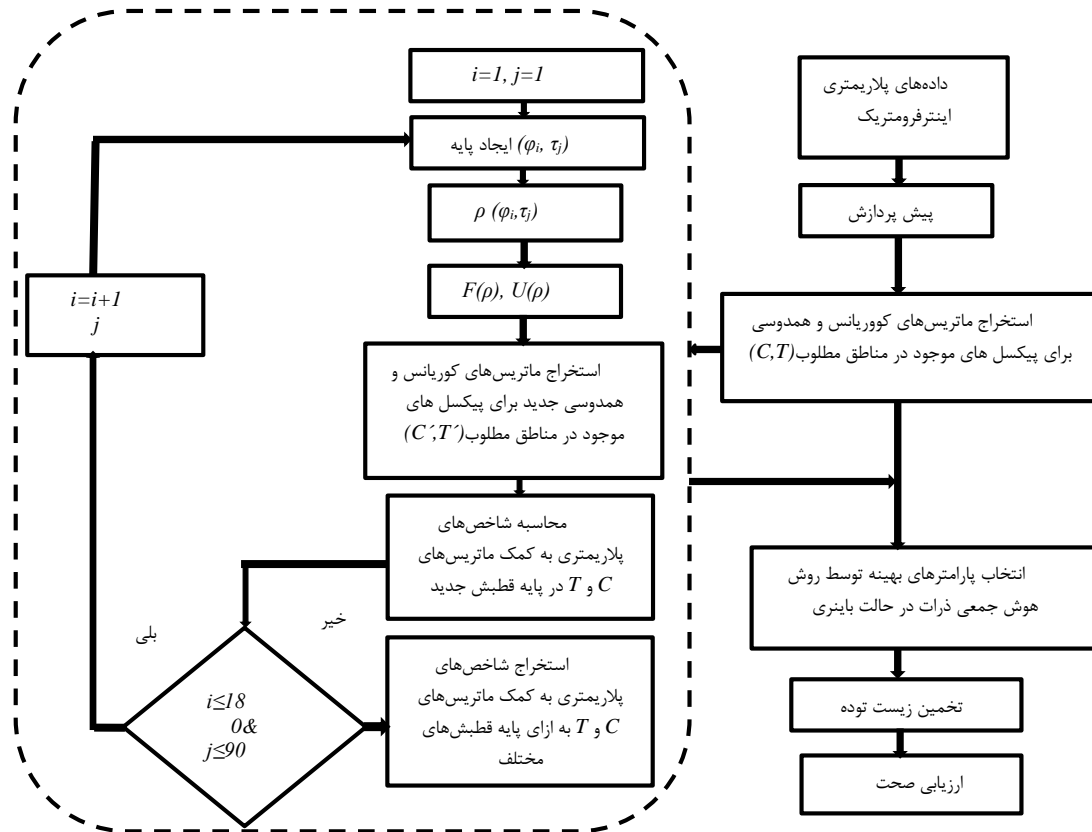 داده‌های پلاریمتری
اینترفرومتریک
پیش پردازش
استخراج ماتریس‌های کوواریانس و همدوسی
برای پیکسل های موجود در مناطق مطلوب(C,T)
انتخاب پارامترهای بهینه توسط روش
هوش جمعی ذرات در حالت باینری
تخمین زیست توده
ارزیابی صحت
i=1, j=1
ایجاد پایه (φi, τj)
ρ (φi,τj)
F(ρ), U(ρ)
استخراج ماتریس‌های کوریانس و
همدوسی جدید برای پیکسل های
موجود در مناطق مطلوب(C´,T´)
محاسبه شاخص‌های
پلاریمتری به کمک ماتریس‌های
C و T در پایه قطبش جدید
خیر
بلی
i≤18
0&
j≤90
استخراج شاخص‌های
پلاریمتری به کمک ماتریس‌های
C و T به ازای پایه قطبش‌های
مختلف
i=i+1
j